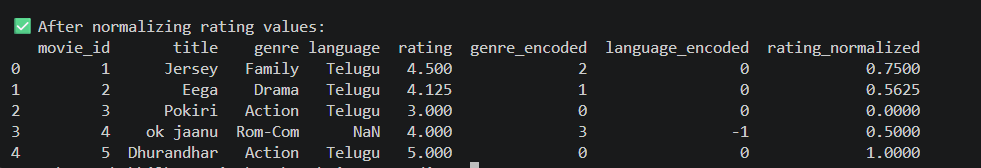 ✅ After normalizing rating values:
movie_id title genre language rating genre_encoded language_encoded rating_normalized
0 1 Jersey Family Telugu 4.500 2 0 0.7500
1 2 Eega Drama Telugu 4.125 1 0 0.5625
2 3 Pokiri Action Telugu 3.000 0 0 0.0000
3 4 ok jaanu Rom-Com NaN 4.000 3 -1 0.5000
4 5 Dhurandhar Action Telugu 5.000 0 0 1.0000